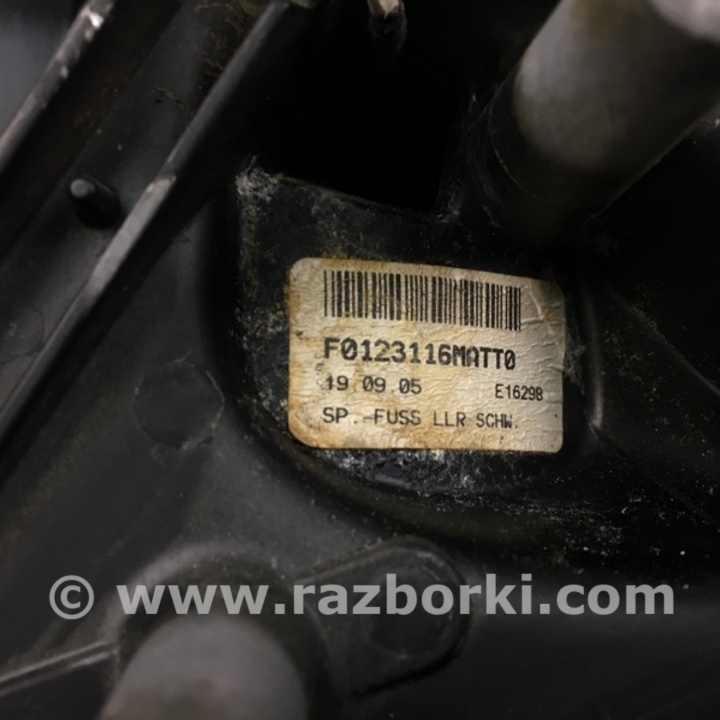 F0123116MATT0
19.09.05 E16298
SP.-FUSS LLR SCHW.
© www.razborki.com